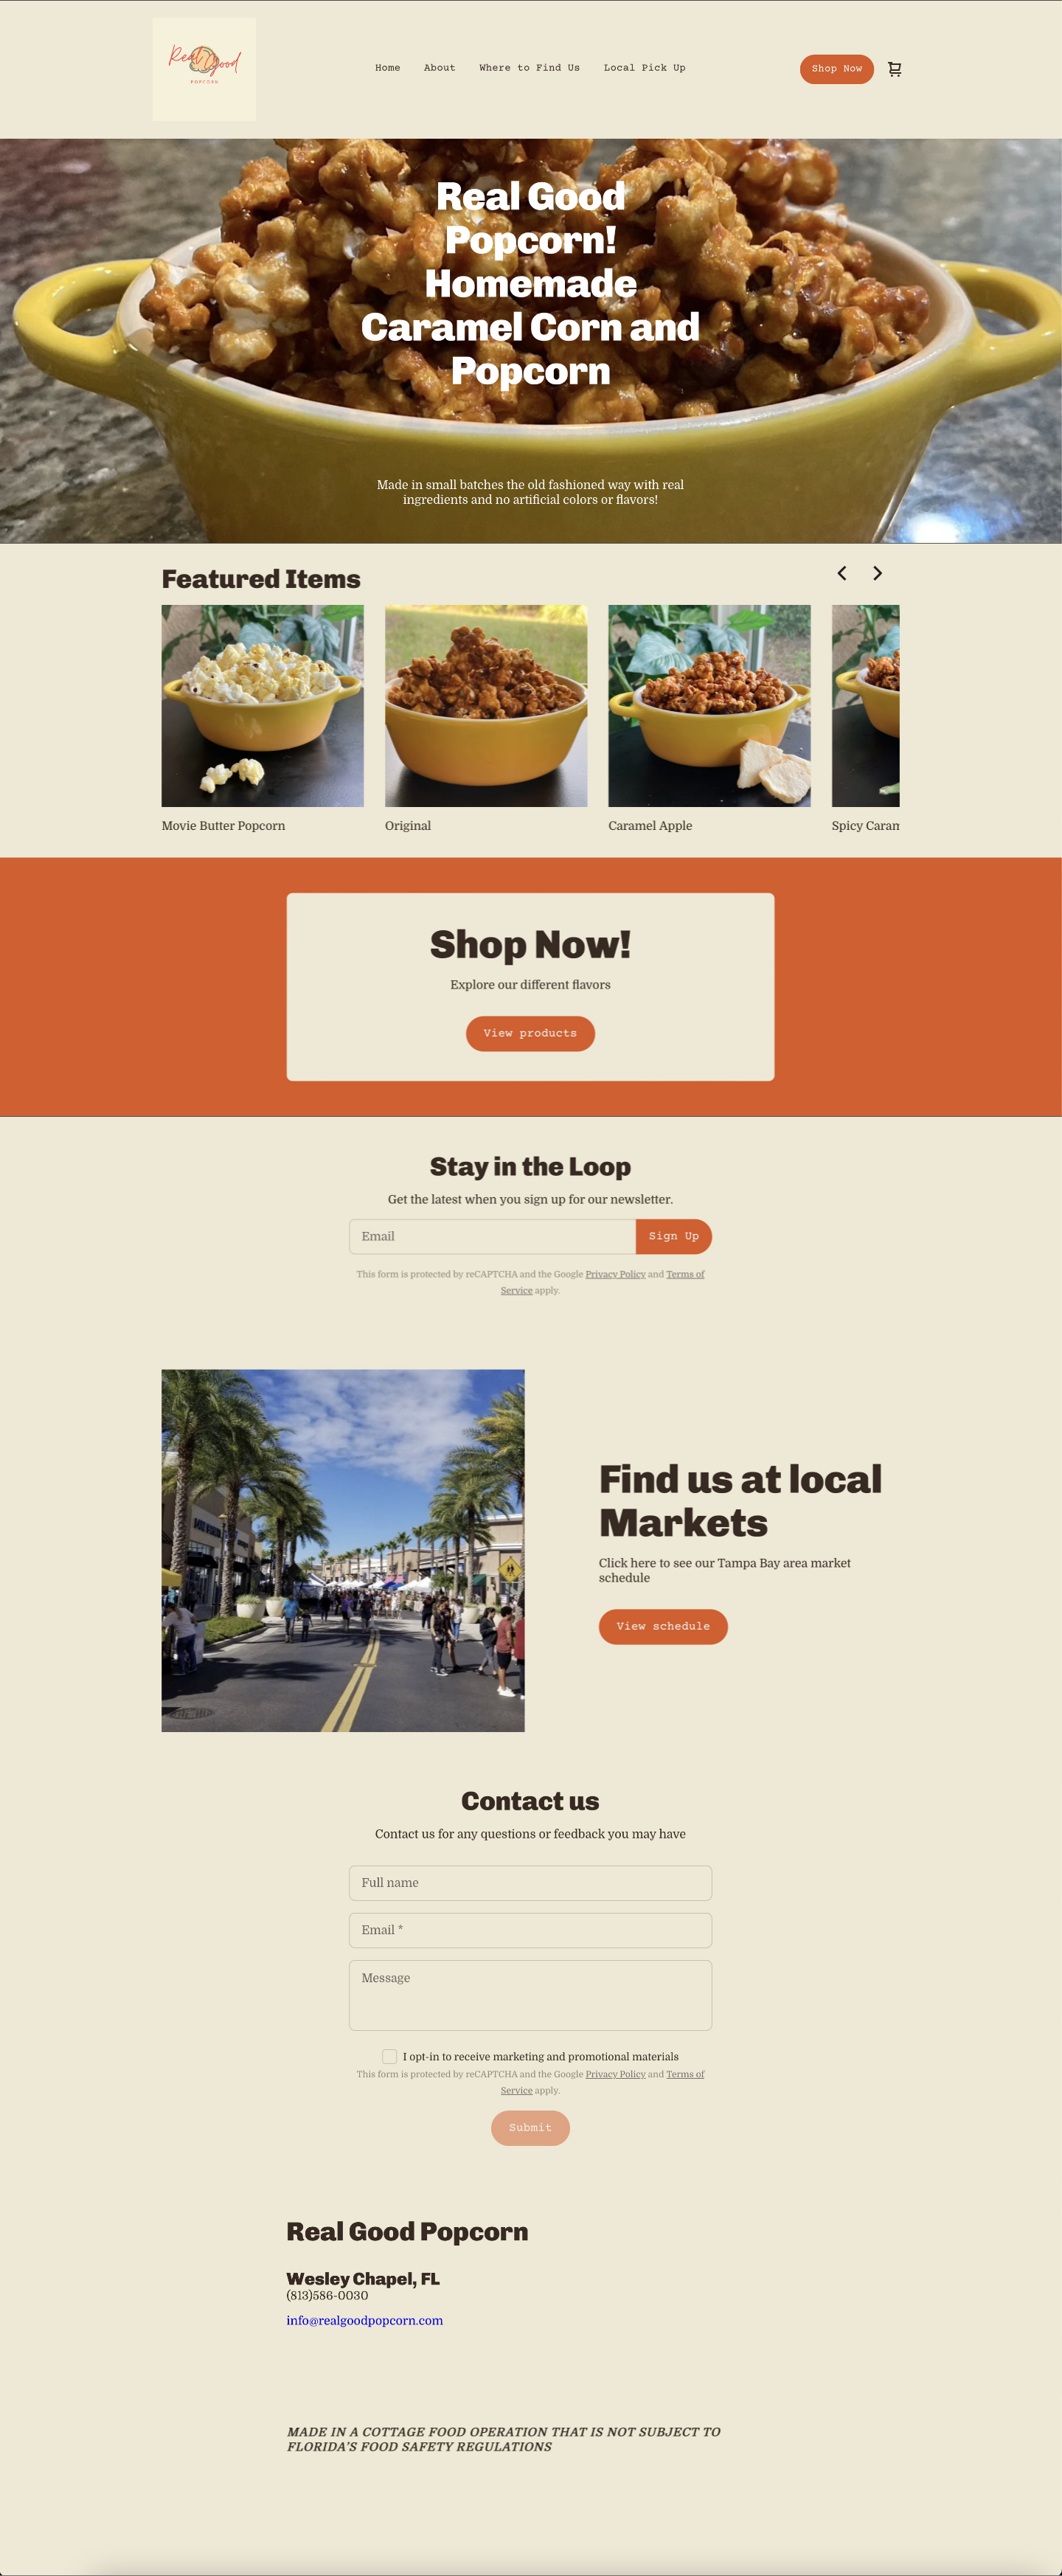 Real Good
POPCORN
Home About Where to Find Us Local Pick Up
Shop Now
Real Good
Popcorn!
Homemade
Caramel Corn and
Popcorn
Made in small batches the old fashioned way with real
ingredients and no artificial colors or flavors!
Featured Items
Movie Butter Popcorn
Original
Caramel Apple
Spicy Caram
Shop Now!
Explore our different flavors
View products
Stay in the Loop
Get the latest when you sign up for our newsletter.
Email
Sign Up
This form is protected by reCAPTCHA and the Google Privacy Policy and Terms of
Service apply.
Find us at local
Markets
Click here to see our Tampa Bay area market
schedule
View schedule
Contact us
Contact us for any questions or feedback you may have
Full name
Email *
Message
I opt-in to receive marketing and promotional materials
This form is protected by reCAPTCHA and the Google Privacy Policy and Terms of
Service apply.
Submit
Real Good Popcorn
Wesley Chapel, FL
(813)586-0030
info@realgoodpopcorn.com
MADE IN A COTTAGE FOOD OPERATION THAT IS NOT SUBJECT TO
FLORIDA'S FOOD SAFETY REGULATIONS